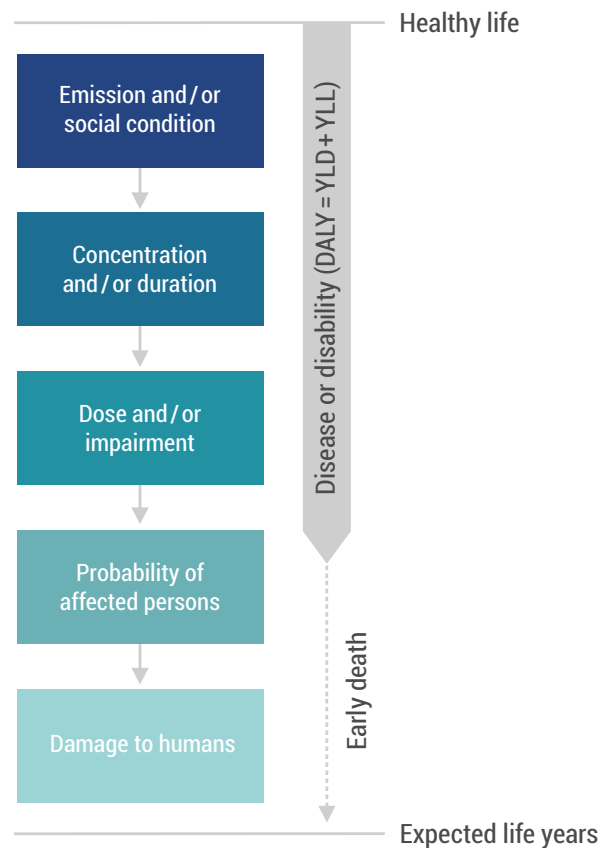 Healthy life
Emission and/or
social condition
Concentration
and/or duration
Dose and/or
impairment
Probability of
affected persons
Damage to humans
Disease or disability (DALY = YLD + YLL)
Early death
Expected life years